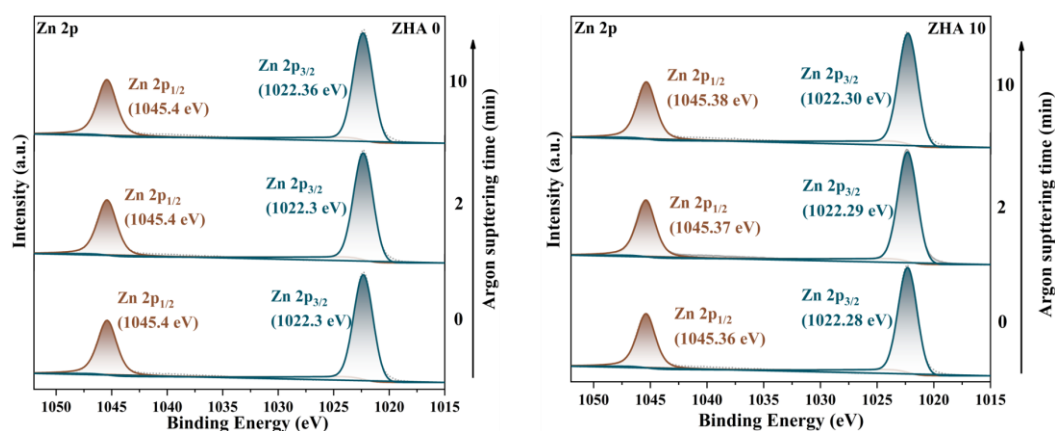 Zn 2p
ZHA 0
Zn 2p1/2
(1045.4 eV)
Zn 2p3/2
(1022.36 eV)
10
Zn 2p1/2
(1045.4 eV)
Zn 2p3/2
(1022.3 eV)
2
Zn 2p1/2
(1045.4 eV)
Zn 2p3/2
(1022.3 eV)
0
Intensity (a.u.)
Argon supttering time (min)
1050 1045 1040 1035 1030 1025 1020 1015
Binding Energy (eV)
Zn 2p
ZHA 10
Zn 2p1/2
(1045.38 eV)
Zn 2p3/2
(1022.30 eV)
10
Zn 2p1/2
(1045.37 eV)
Zn 2p3/2
(1022.29 eV)
2
Zn 2p1/2
(1045.36 eV)
Zn 2p3/2
(1022.28 eV)
0
Intensity (a.u.)
Argon supttering time (min)
1050 1045 1040 1035 1030 1025 1020 1015
Binding Energy (eV)